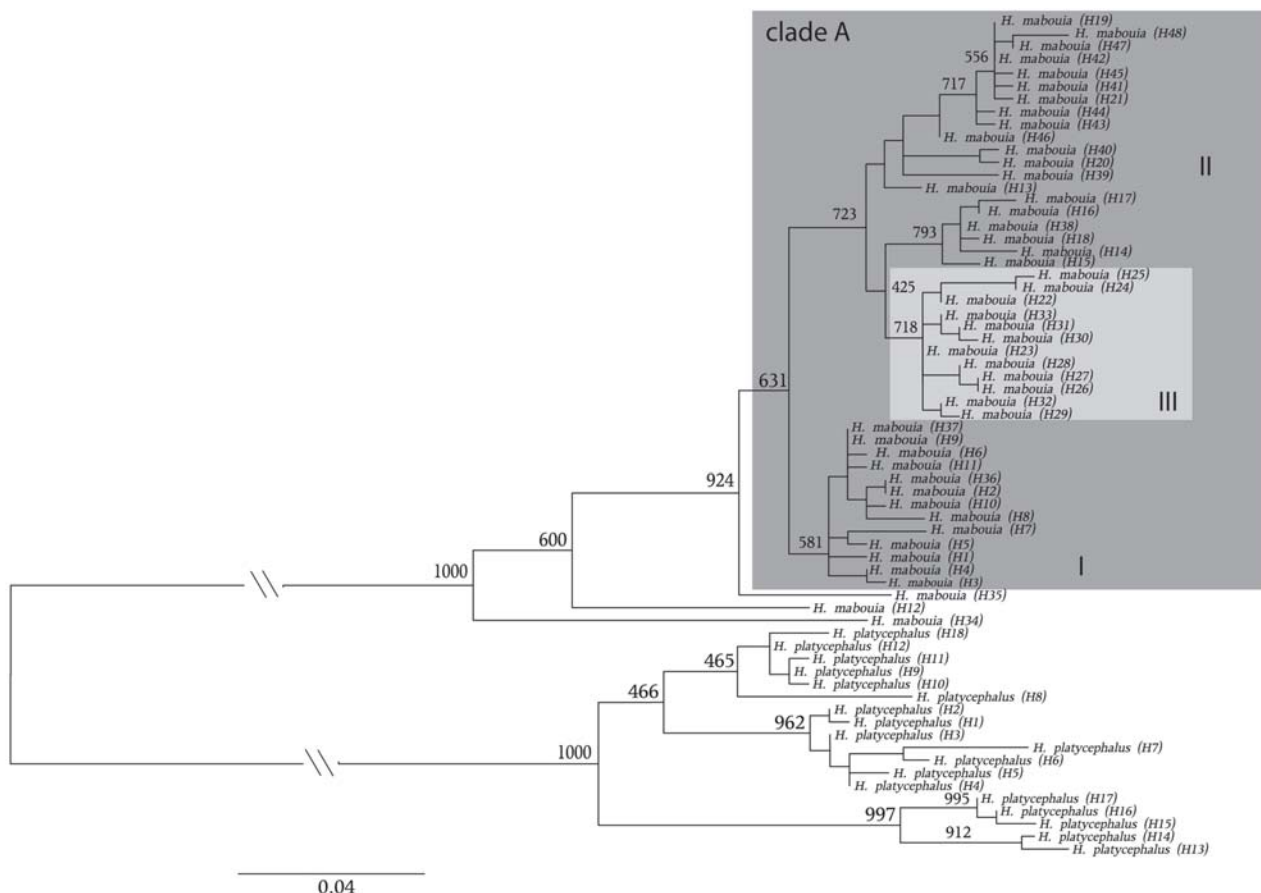 clade A
H. mabouia (H19)
H. mabouia (H48)
H. mabouia (H47)
556
H. mabouia (H42)
H. mabouia (H45)
717
H. mabouia (H41)
H. mabouia (H21)
H. mabouia (H44)
H. mabouia (H43)
H. mabouia (H46)
H. mabouia (H40)
H. mabouia (H20)
II
H. mabouia (H39)
H. mabouia (H13)
H. mabouia (H17)
723
H. mabouia (H16)
H. mabouia (H38)
793
H. mabouia (H18)
H. mabouia (H14)
H. mabouia (H15)
H. mabouia (H25)
425
H. mabouia (H24)
H. mabouia (H22)
H. mabouia (H33)
718
H. mabouia (H31)
H. mabouia (H30)
H. mabouia (H23)
H. mabouia (H28)
631
H. mabouia (H27)
H. mabouia (H26)
H. mabouia (H32)
III
H. mabouia (H29)
H. mabouia (H37)
H. mabouia (H9)
H. mabouia (H6)
H. mabouia (H11)
924
H. mabouia (H36)
H. mabouia (H2)
H. mabouia (H10)
H. mabouia (H8)
H. mabouia (H7)
600
581
H. mabouia (H5)
H. mabouia (H1)
1000
H. mabouia (H4)
I
H. mabouia (H3)
H. mabouia (H35)
H. mabouia (H12)
H. mabouia (H34)
H. platycephalus (H18)
H. platycephalus (H12)
465
H. platycephalus (H11)
H. platycephalus (H9)
H. platycephalus (H10)
466
H. platycephalus (H8)
H. platycephalus (H2)
962
H. platycephalus (H1)
H. platycephalus (H3)
H. platycephalus (H7)
1000
H. platycephalus (H6)
H. platycephalus (H5)
H. platycephalus (H4)
995
H. platycephalus (H17)
H. platycephalus (H16)
997
H. platycephalus (H15)
912
H. platycephalus (H14)
H. platycephalus (H13)
0.04